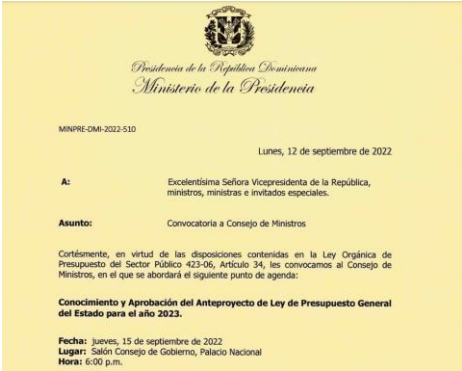 Presidencia de la República Dominicana
Ministerio de la Presidencia
MINPRE-DMI-2022-510
Lunes, 12 de septiembre de 2022
A: Excelentísima Señora Vicepresidenta de la República,
ministros, ministras e invitados especiales.
Asunto: Convocatoria a Consejo de Ministros
Cortésmente, en virtud de las disposiciones contenidas en la Ley Orgánica de
Presupuesto del Sector Público 423-06, Artículo 34, les convocamos al Consejo de
Ministros, en el que se abordará el siguiente punto de agenda:
Conocimiento y Aprobación del Anteproyecto de Ley de Presupuesto General
del Estado para el año 2023.
Fecha: jueves, 15 de septiembre de 2022
Lugar: Salón Consejo de Gobierno, Palacio Nacional
Hora: 6:00 p.m.